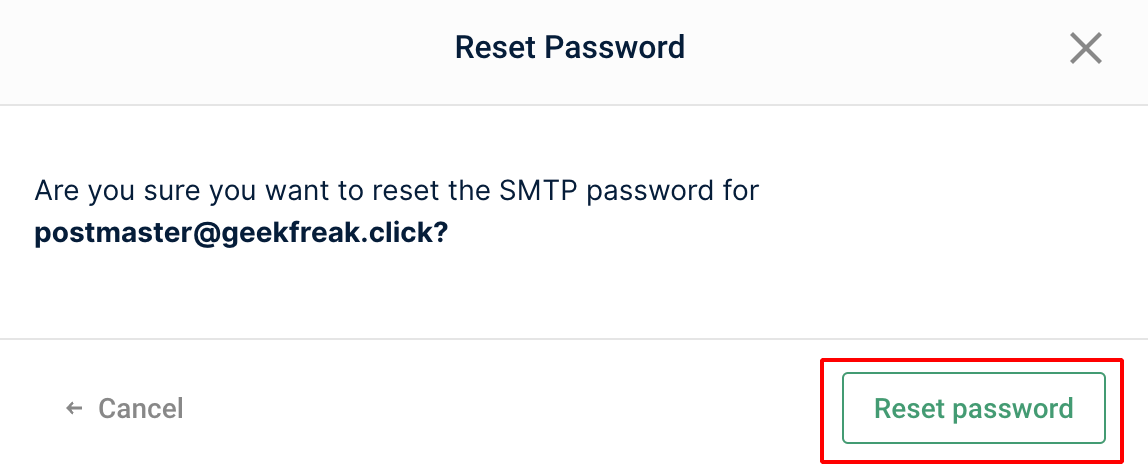 Reset Password
Are you sure you want to reset the SMTP password for
postmaster@geekfreak.click?
Cancel
Reset password